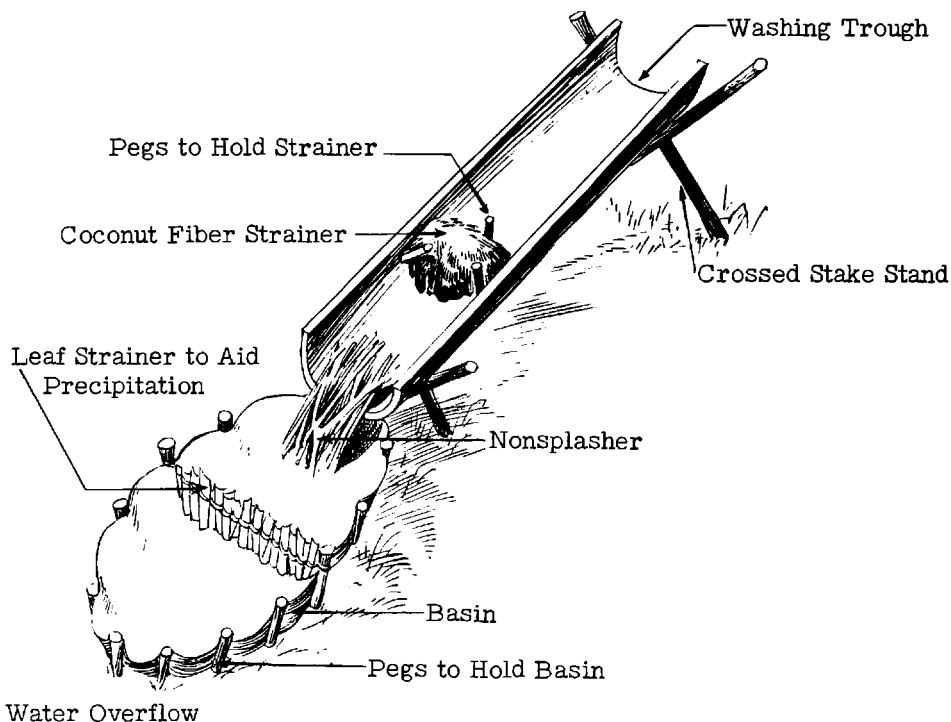 Washing Trough
Pegs to Hold Strainer
Coconut Fiber Strainer
Crossed Stake Stand
Leaf Strainer to Aid
Precipitation
Nonsplasher
Basin
Pegs to Hold Basin
Water Overflow